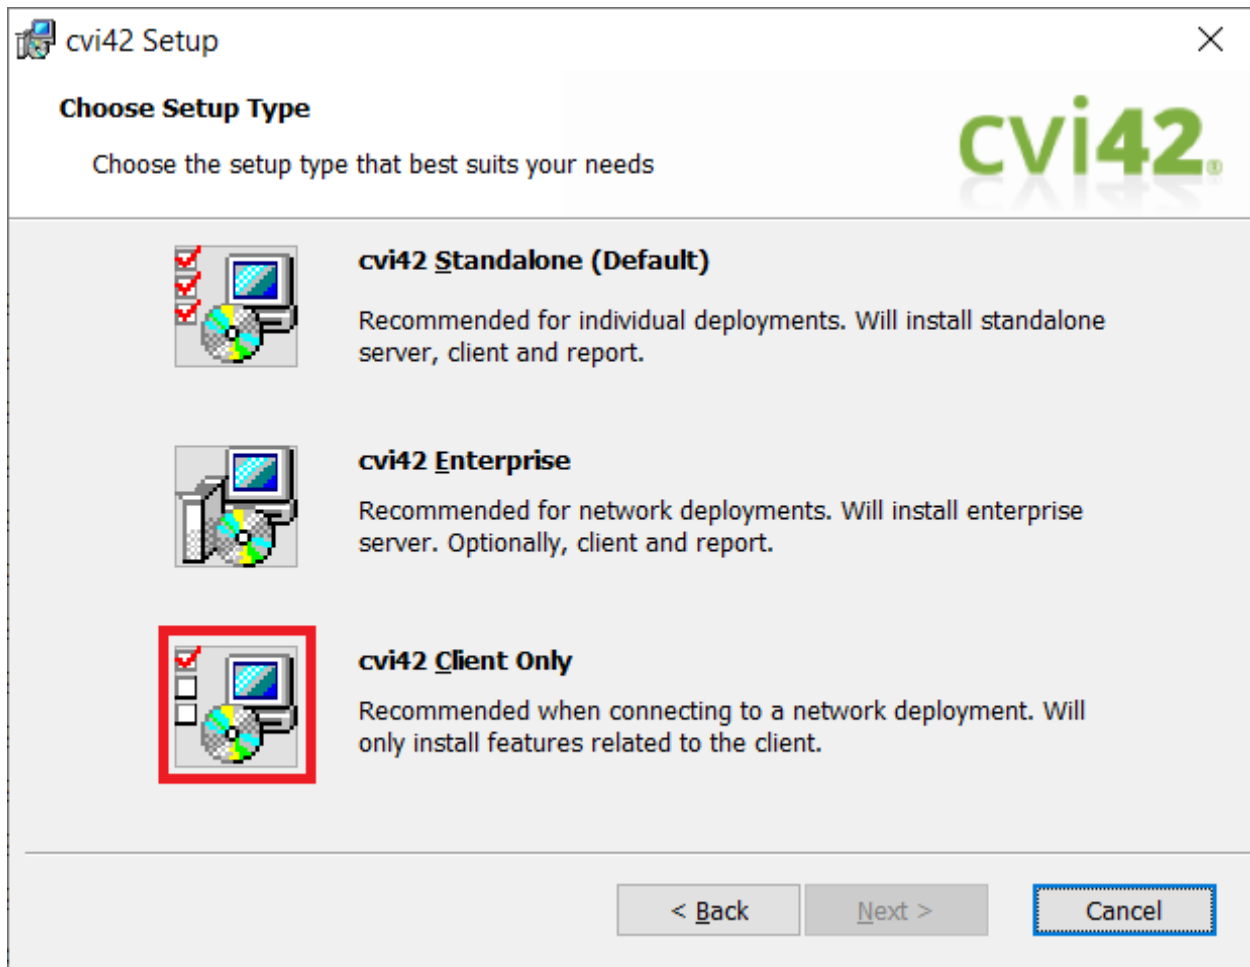 cvi42 Setup
Choose Setup Type
Choose the setup type that best suits your needs
cvi42®
cvi42 Standalone (Default)
Recommended for individual deployments. Will install standalone
server, client and report.
cvi42 Enterprise
Recommended for network deployments. Will install enterprise
server. Optionally, client and report.
cvi42 Client Only
Recommended when connecting to a network deployment. Will
only install features related to the client.
< Back
Next >
Cancel